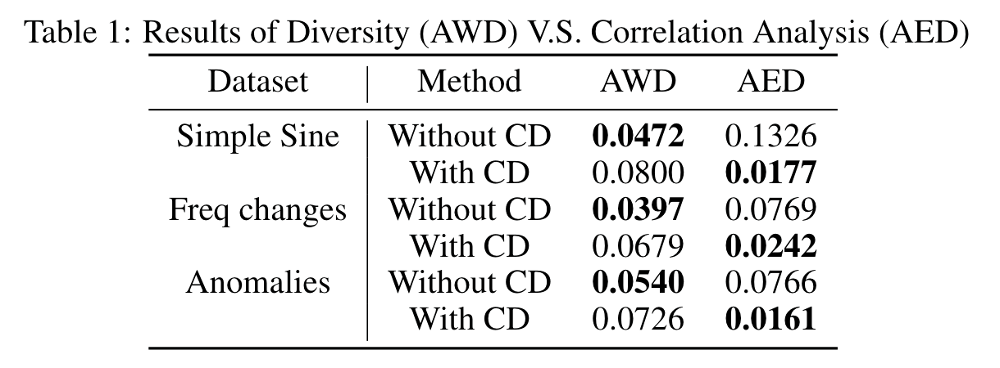 Table 1: Results of Diversity (AWD) V.S. Correlation Analysis (AED)
Dataset Method AWD AED
Simple Sine Without CD 0.0472 0.1326
With CD 0.0800 0.0177
Freq changes Without CD 0.0397 0.0769
With CD 0.0679 0.0242
Anomalies Without CD 0.0540 0.0766
With CD 0.0726 0.0161